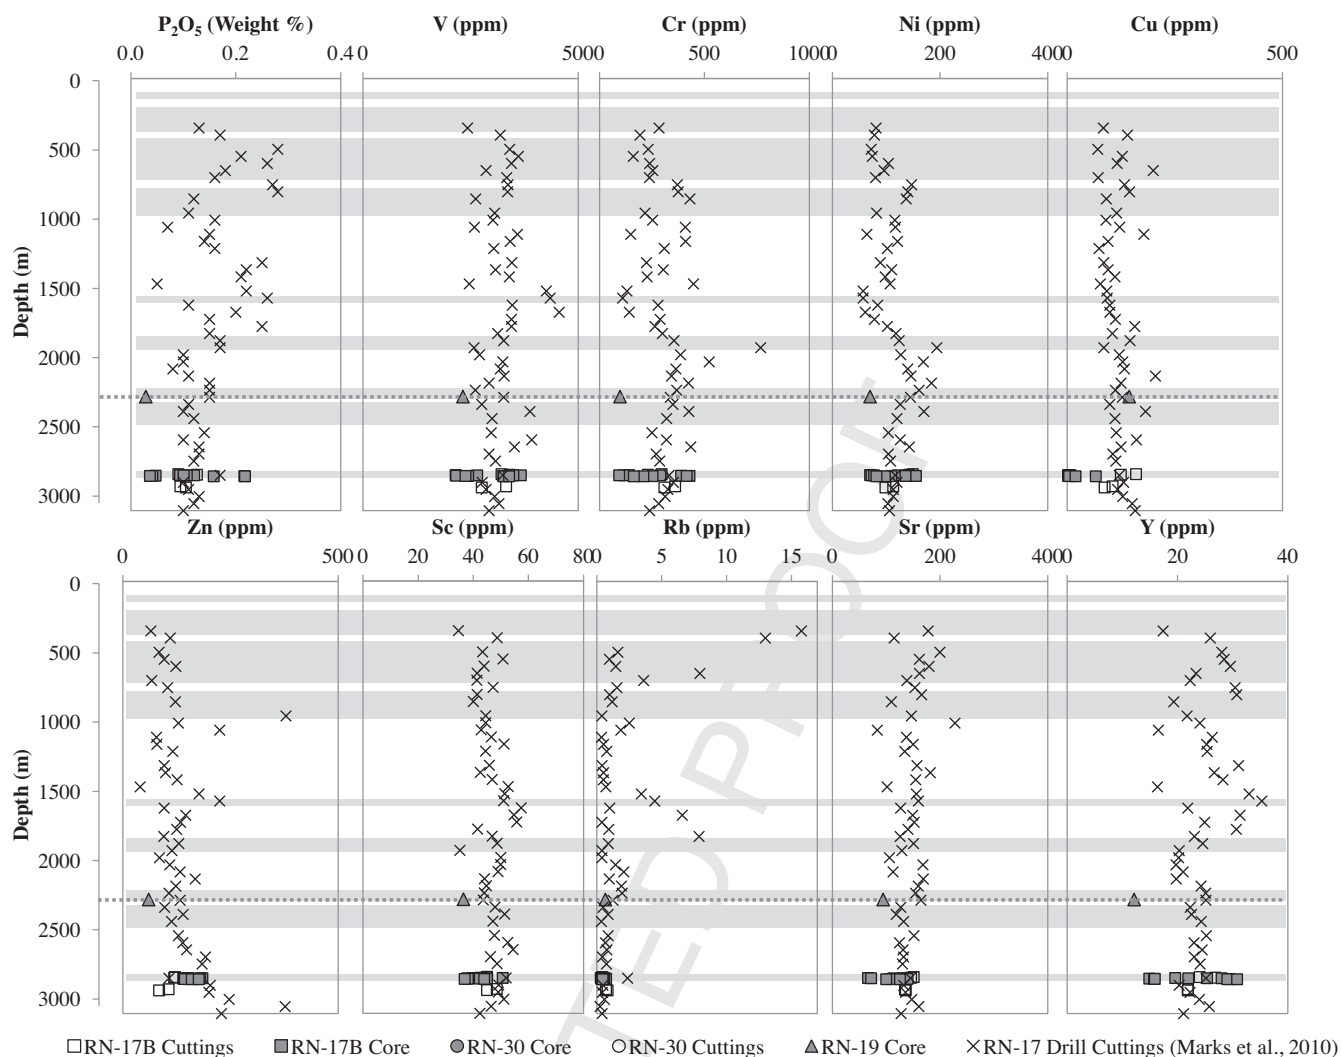 P₂O₅ (Weight %) V (ppm) Cr (ppm) Ni (ppm) Cu (ppm)
0.0 0.2 0.4 0 500 0 500 1000 0 200 400 0 500
0
500
1000
1500
2000
2500
3000
Depth (m)
Zn (ppm) Sc (ppm) Rb (ppm) Sr (ppm) Y (ppm)
0 500 0 20 40 60 80 0 5 10 15 0 200 400 0 20 40
0
500
1000
1500
2000
2500
3000
Depth (m)
RN-17B Cuttings RN-17B Core RN-30 Core RN-30 Cuttings RN-19 Core RN-17 Drill Cuttings (Marks et al., 2010)
TED PROOF